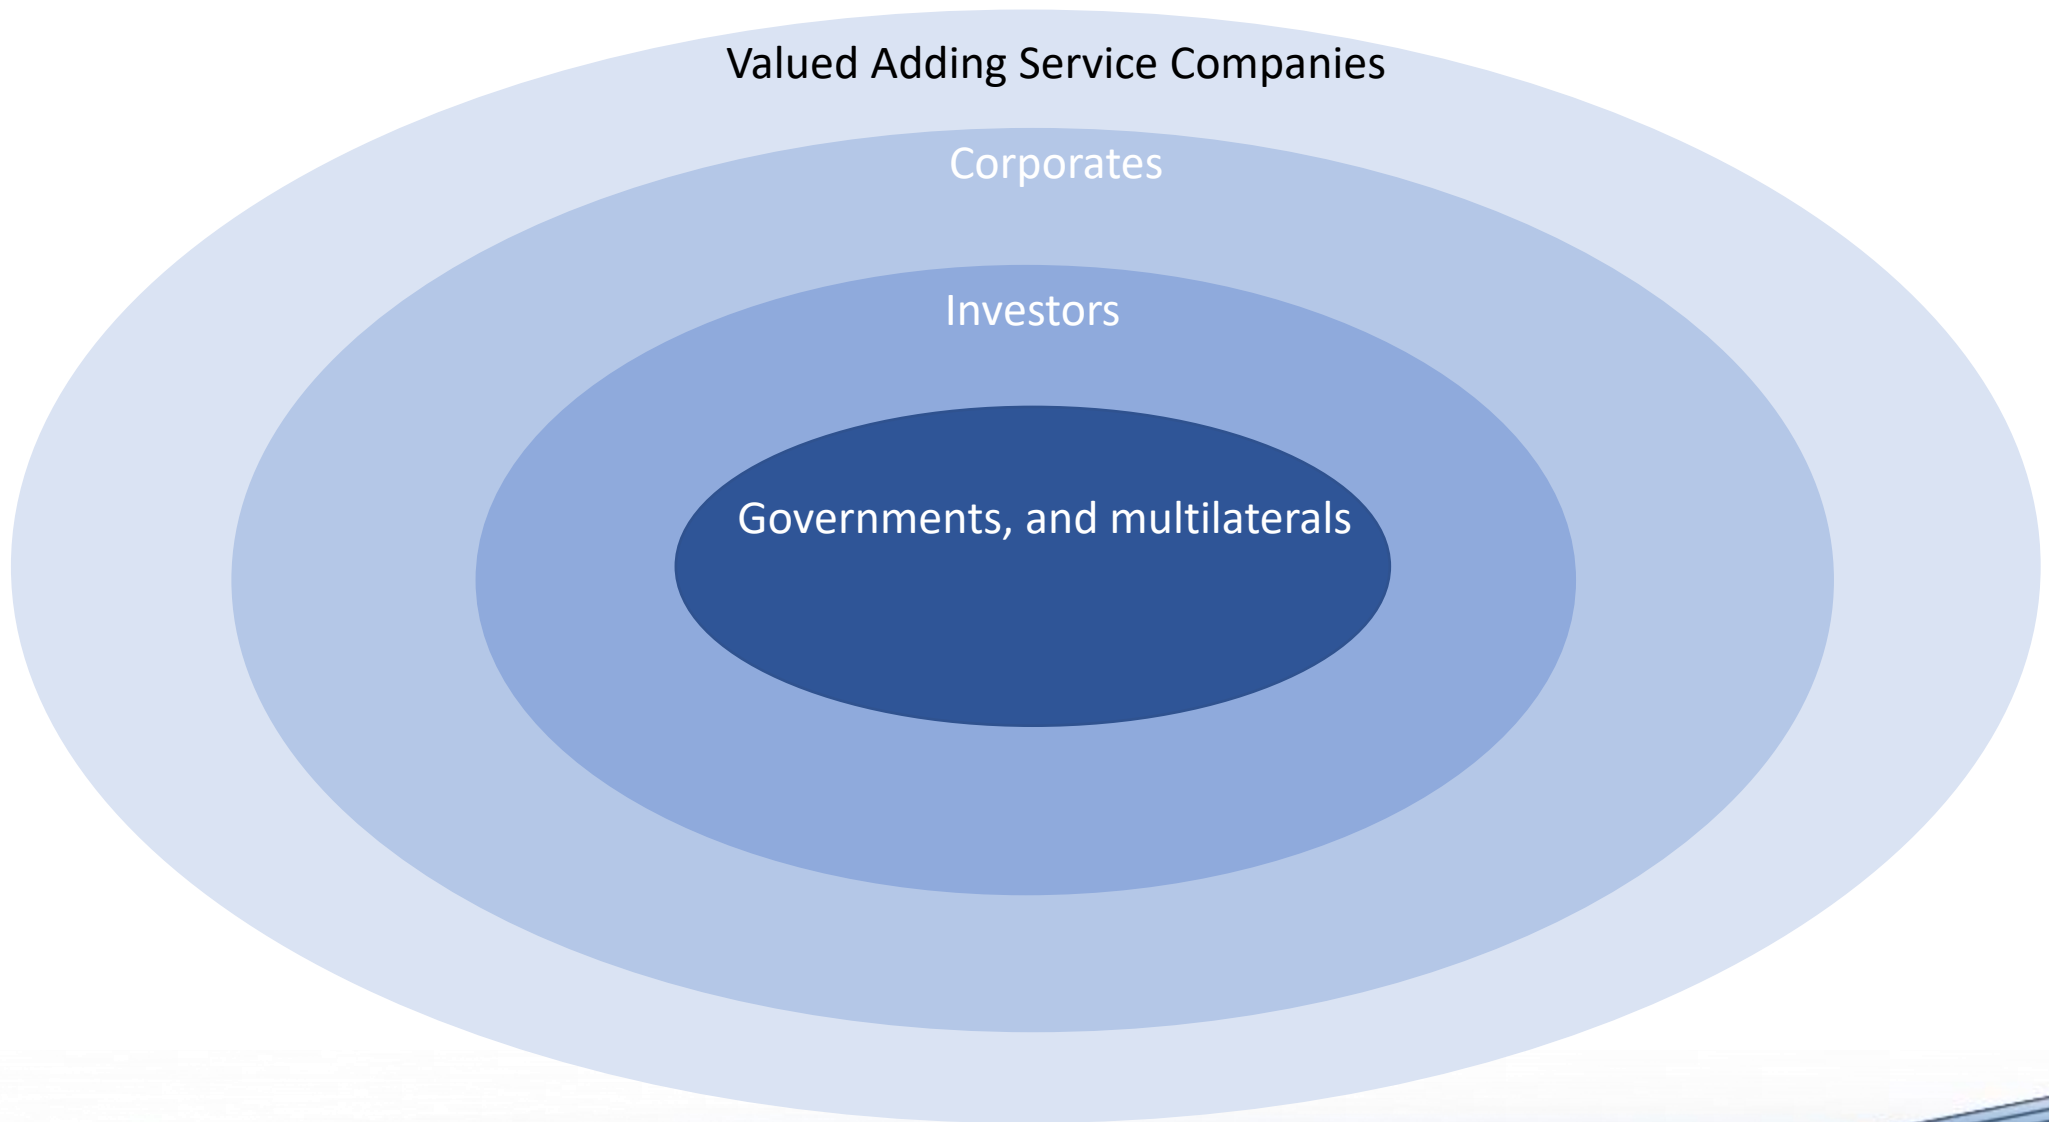 Valued Adding Service Companies
Corporates
Investors
Governments, and multilaterals